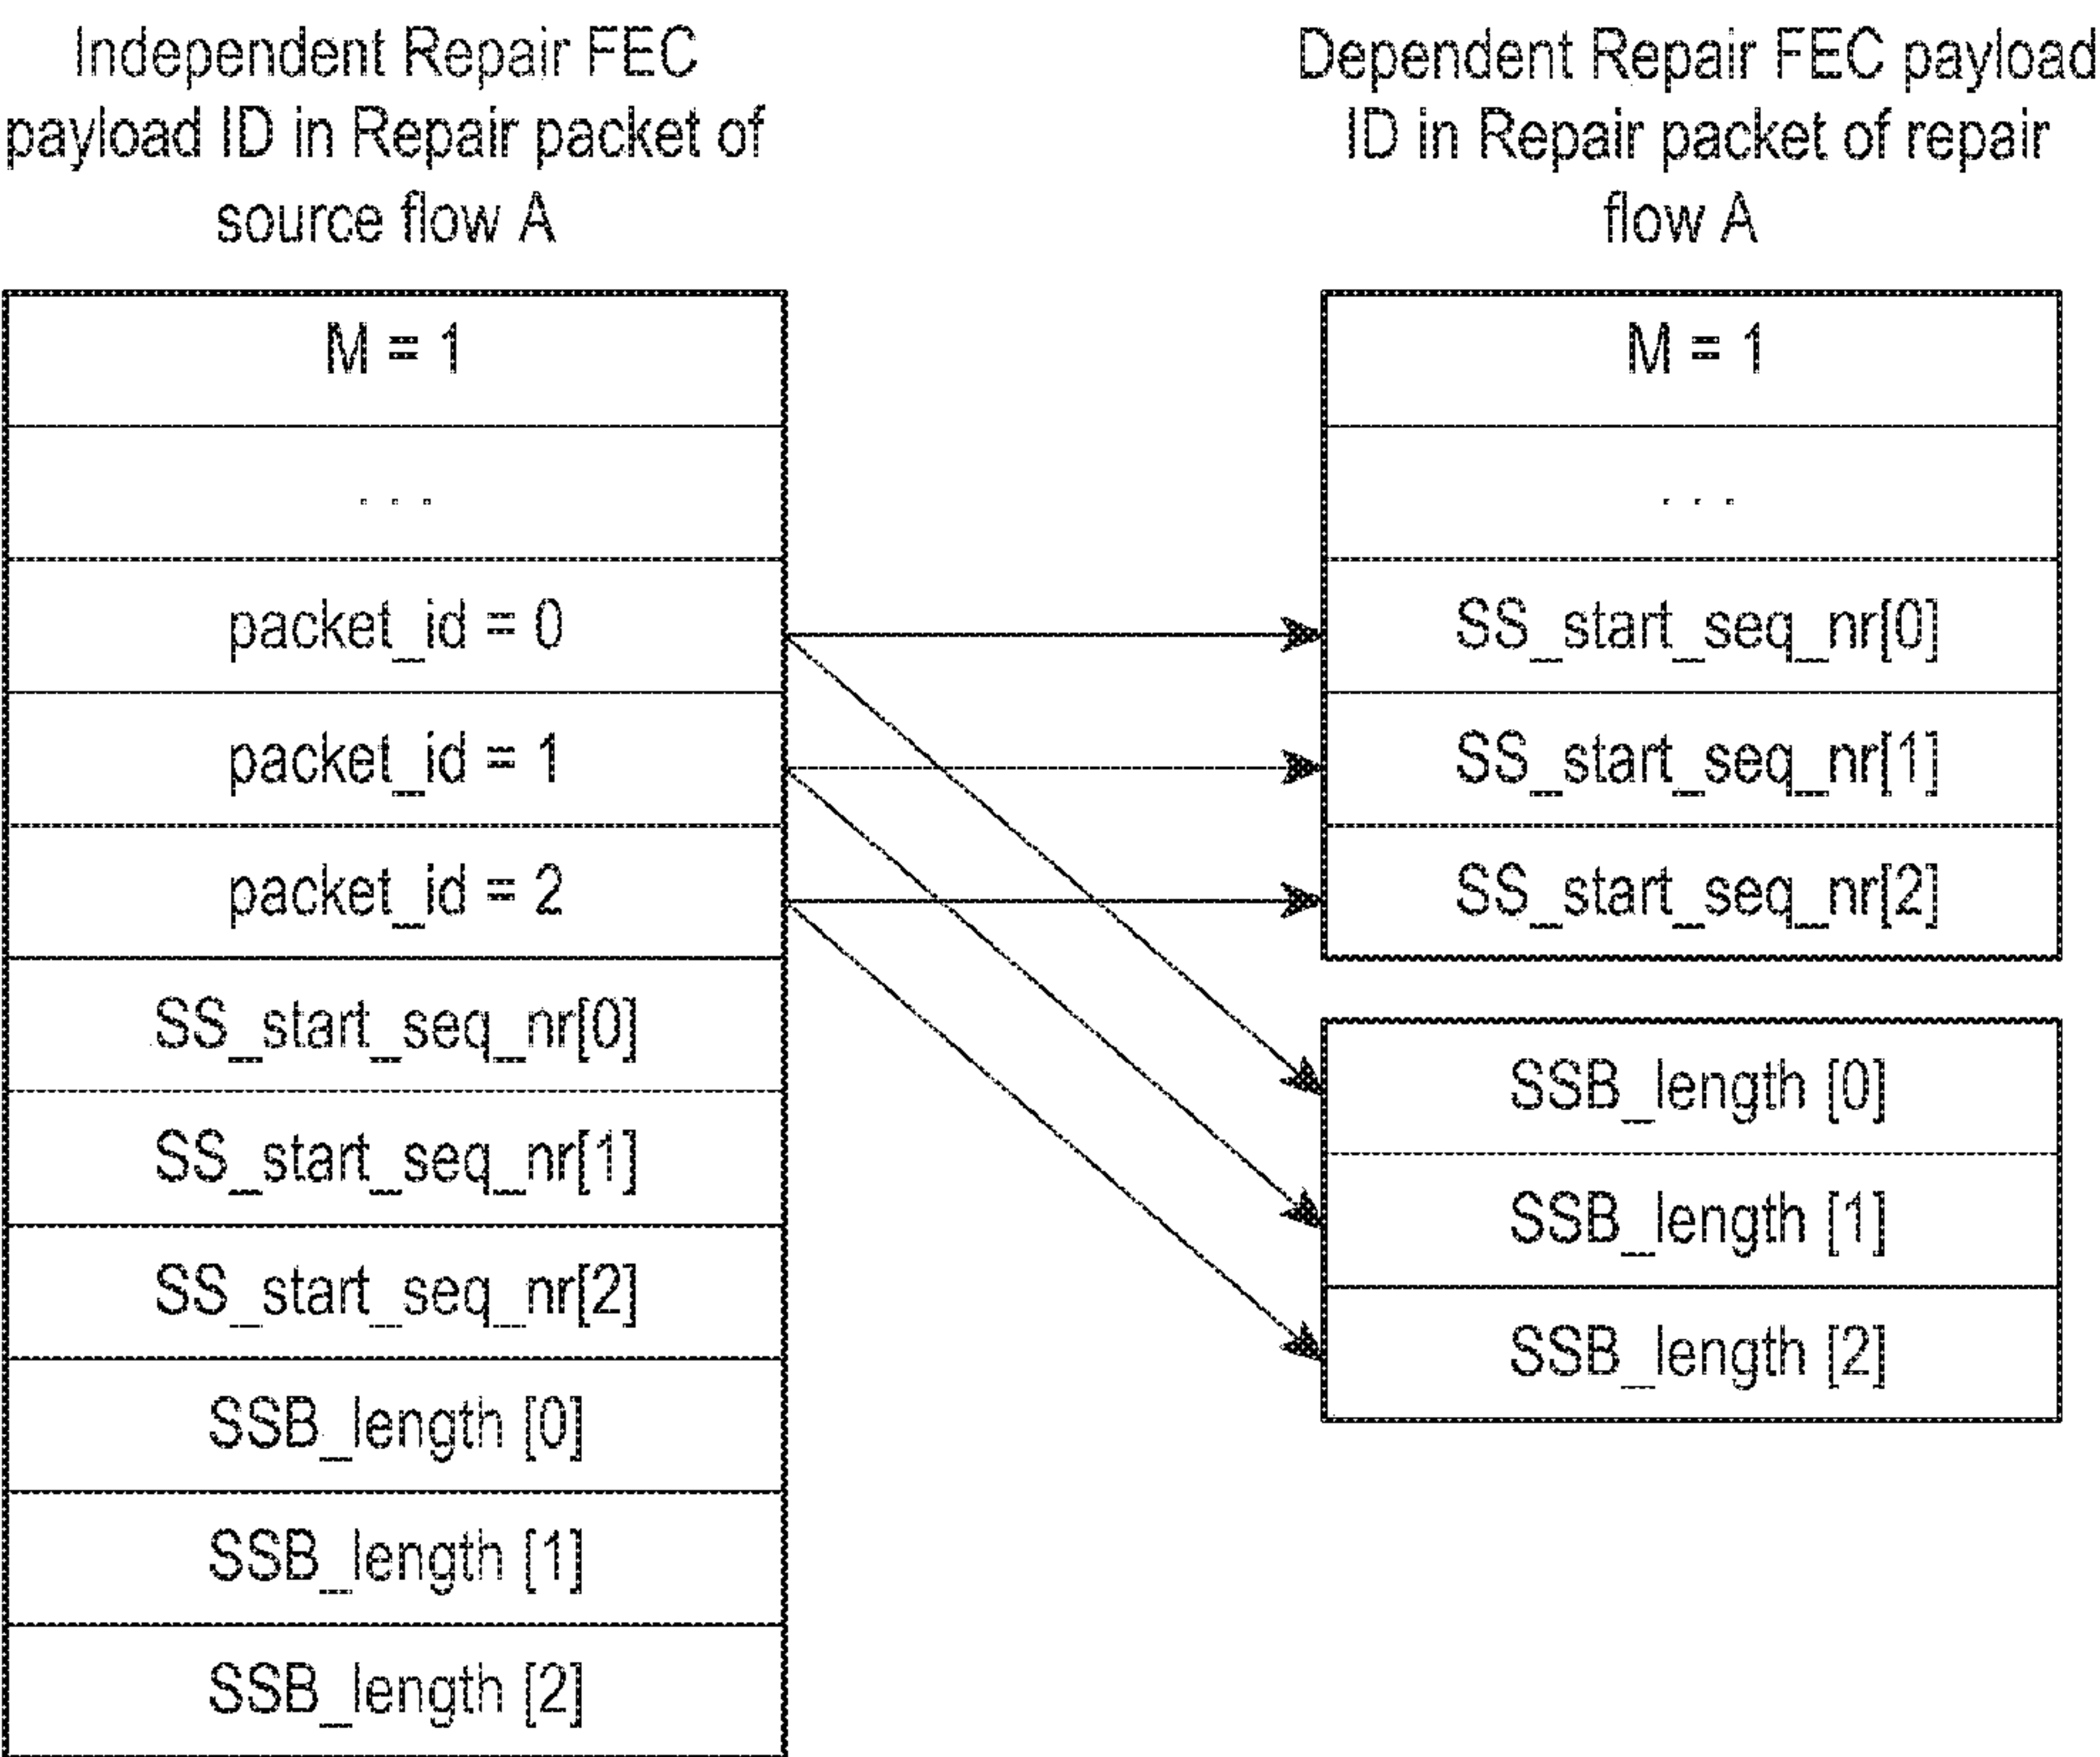 Independent Repair FEC
payload ID in Repair packet of
source flow A
M = 1
. . .
packet_id = 0
packet_id = 1
packet_id = 2
SS_start_seq_nr[0]
SS_start_seq_nr[1]
SS_start_seq_nr[2]
SSB_length [0]
SSB_length [1]
SSB_length [2]
Dependent Repair FEC payload
ID in Repair packet of repair
flow A
M = 1
. . .
SS_start_seq_nr[0]
SS_start_seq_nr[1]
SS_start_seq_nr[2]
SSB_length [0]
SSB_length [1]
SSB_length [2]